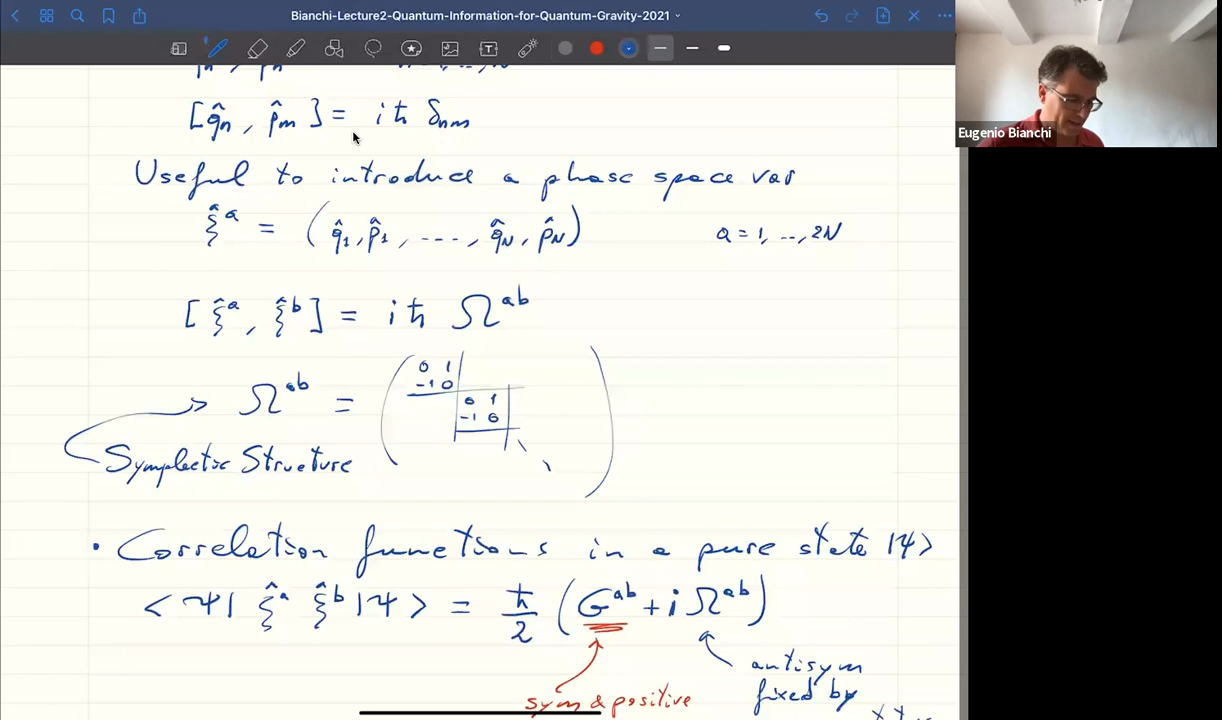 Bianchi-Lecture2-Quantum-Information-for-Quantum-Gravity-2021
[q̂n, p̂m] = iħ δnm
Eugenio Bianchi
Useful to introduce a phase space var
ξ̂ᵃ = (q̂1, p̂1, ----, q̂N, p̂N) a = 1, .., 2N
[ξ̂ᵃ, ξ̂ᵇ] = iħ Ωᵃᵇ
0 1
-1 0
→ Ωᵃᵇ =
0 1
-1 0
Symplectic Structure
• Correlation functions in a pure state |ψ>
<ψ| ξ̂ᵃ ξ̂ᵇ |ψ> = ħ/2 (Gᵃᵇ + i Ωᵃᵇ)
antisym
sym & positive
fixed by